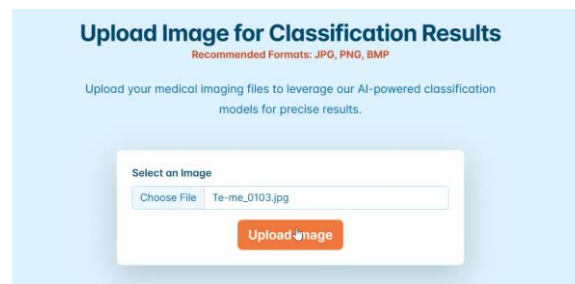 Upload Image for Classification Results
Recommended Formats: JPG, PNG, BMP
Upload your medical imaging files to leverage our AI-powered classification
models for precise results.
Select an Image
Choose File Te-me_0103.jpg
Upload Image